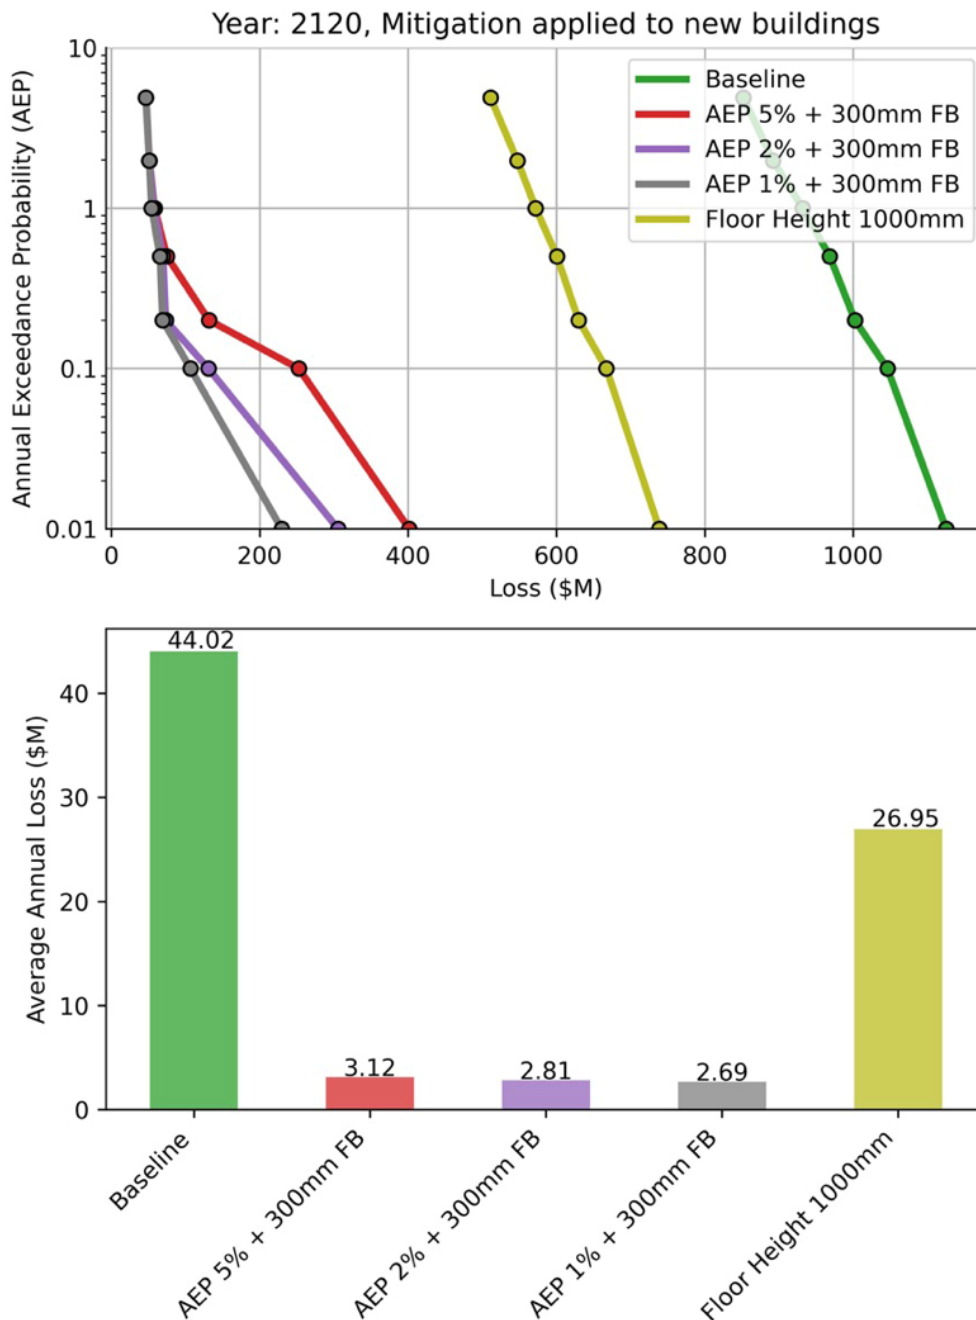 Year: 2120, Mitigation applied to new buildings
Annual Exceedance Probability (AEP)
10
1
0.1
0.01
Baseline
AEP 5% + 300mm FB
AEP 2% + 300mm FB
AEP 1% + 300mm FB
Floor Height 1000mm
0 200 400 600 800 1000
Loss ($M)
Average Annual Loss ($M)
40
30
20
10
0
44.02
3.12
2.81
2.69
26.95
Baseline
AEP 5% + 300mm FB
AEP 2% + 300mm FB
AEP 1% + 300mm FB
Floor Height 1000mm